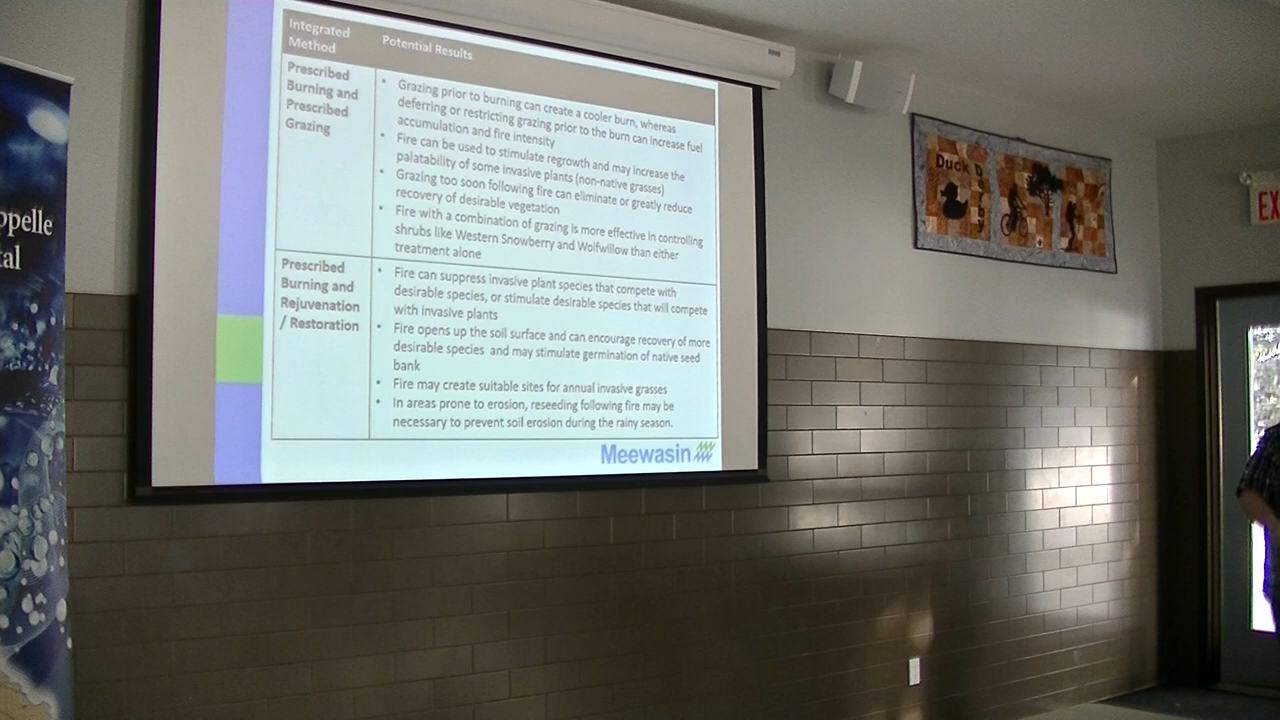 Integrated
Method
Potential Results
Prescribed
Burning and
Prescribed
Grazing
• Grazing prior to burning can create a cooler burn, whereas
deferring or restricting grazing prior to the burn can increase fuel
accumulation and fire intensity
• Fire can be used to stimulate regrowth and may increase the
palatability of some invasive plants (non-native grasses)
• Grazing too soon following fire can eliminate or greatly reduce
recovery of desirable vegetation
• Fire with a combination of grazing is more effective in controlling
shrubs like Western Snowberry and Wolfwillow than either
treatment alone
Prescribed
Burning and
Rejuvenation
/ Restoration
• Fire can suppress invasive plant species that compete with
desirable species, or stimulate desirable species that will compete
with invasive plants
• Fire opens up the soil surface and can encourage recovery of more
desirable species and may stimulate germination of native seed
bank
• Fire may create suitable sites for annual invasive grasses
• In areas prone to erosion, reseeding following fire may be
necessary to prevent soil erosion during the rainy season.
Meewasin
ppelle
tal
Duck Derby
EX